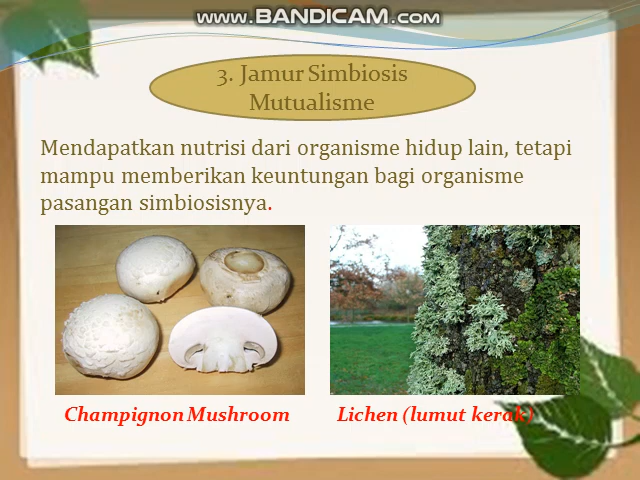 www.BANDICAM.com
3. Jamur Simbiosis
Mutualisme
Mendapatkan nutrisi dari organisme hidup lain, tetapi
mampu memberikan keuntungan bagi organisme
pasangan simbiosisnya.
Champignon Mushroom
Lichen (lumut kerak)